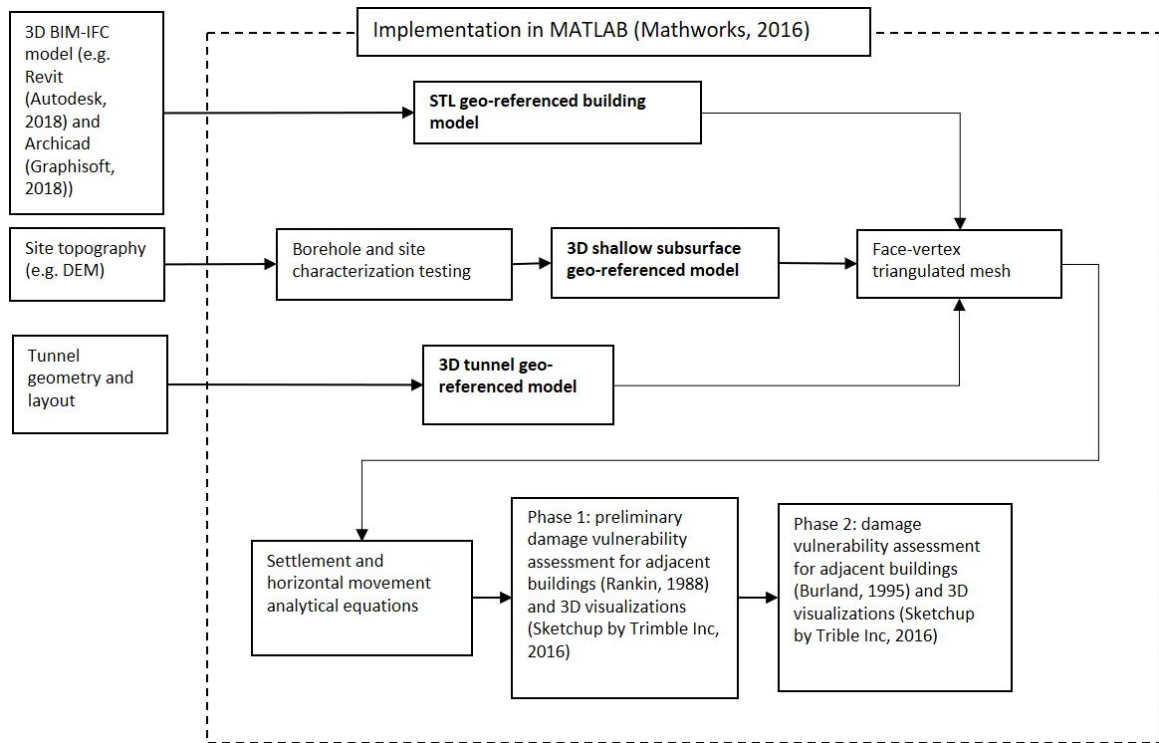 Implementation in MATLAB (Mathworks, 2016)
3D BIM-IFC
model (e.g.
Revit
(Autodesk,
2018) and
Archicad
(Graphisoft,
2018))
STL geo-referenced building
model
Site topography
(e.g. DEM)
Borehole and site
characterization testing
3D shallow subsurface
geo-referenced model
Face-vertex
triangulated mesh
Tunnel
geometry and
layout
3D tunnel geo-
referenced model
Settlement and
horizontal movement
analytical equations
Phase 1: preliminary
damage vulnerability
assessment for adjacent
buildings (Rankin, 1988)
and 3D visualizations
(Sketchup by Trimble Inc,
2016)
Phase 2: damage
vulnerability assessment
for adjacent buildings
(Burland, 1995) and 3D
visualizations (Sketchup
by Trible Inc, 2016)